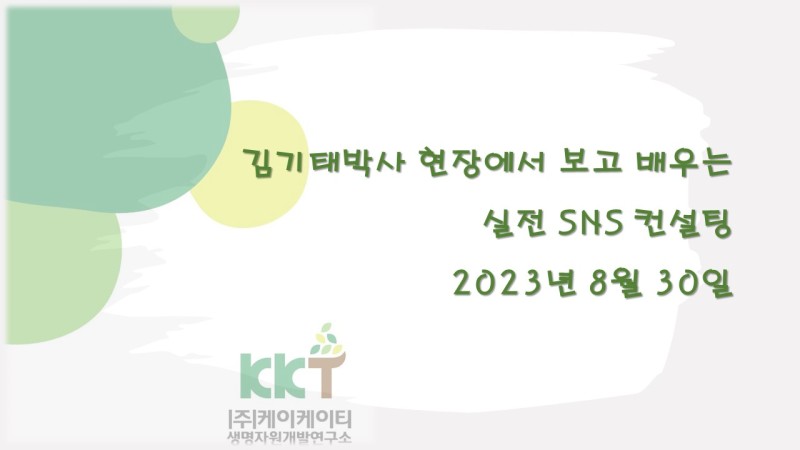 김기태박사 현장에서 보고 배우는
실전 SNS 컨설팅
2023년 8월 30일
KKT
(주)케이케이티
생명자원개발연구소